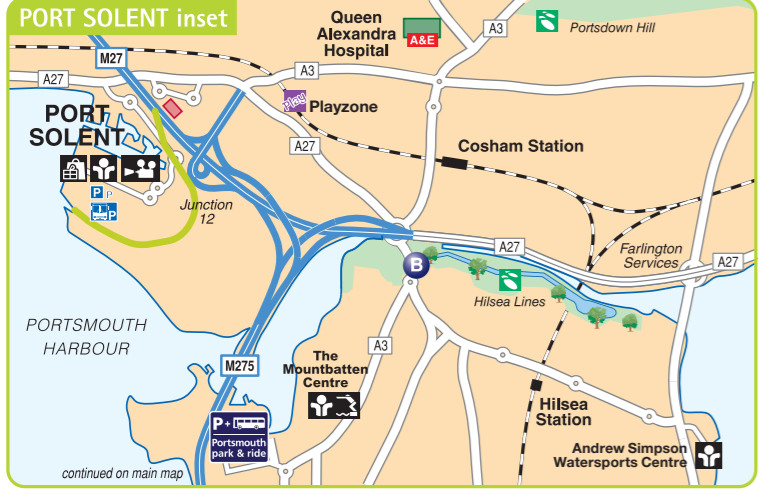 PORT SOLENT inset
Queen
Alexandra
Hospital
A&E
A3
Portsdown Hill
M27
A27
A3
Play
Playzone
PORT
SOLENT
A27
Cosham Station
P
P
P
Junction
12
A27
Farlington
Services
A27
B
Hilsea Lines
PORTSMOUTH
HARBOUR
A3
M275
The
Mountbatten
Centre
Hilsea
Station
P+
Portsmouth
park & ride
Andrew Simpson
Watersports Centre
continued on main map